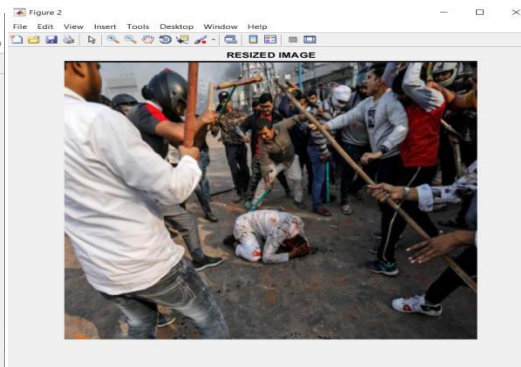 Figure 2
File Edit View Insert Tools Desktop Window Help
RESIZED IMAGE